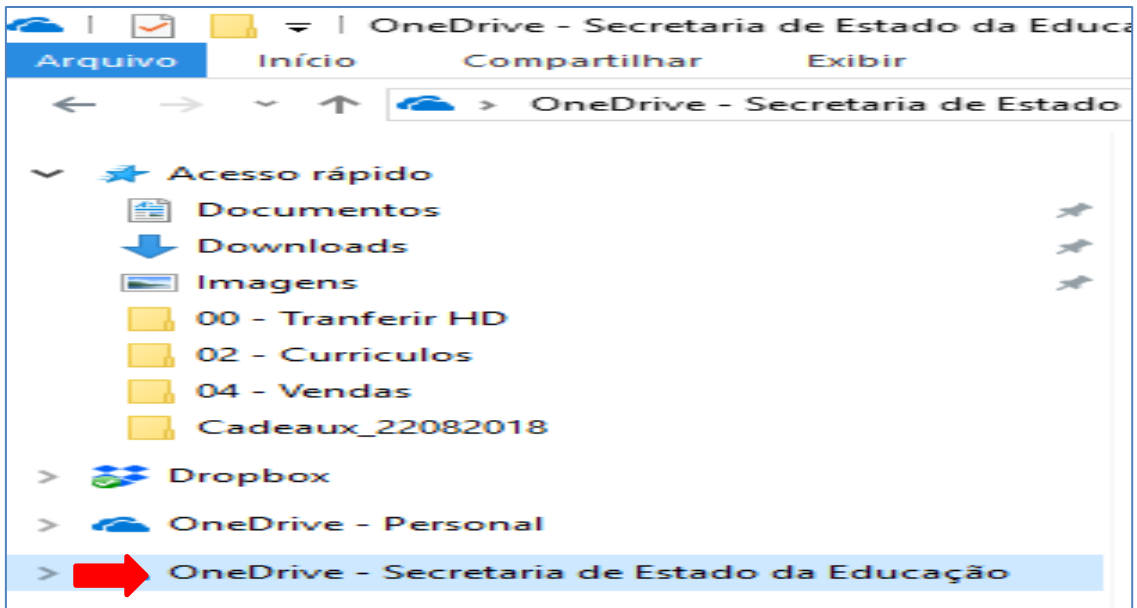 OneDrive - Secretaria de Estado da Educa
Arquivo Início Compartilhar Exibir
> OneDrive - Secretaria de Estado
Acesso rápido
Documentos
Downloads
Imagens
00 - Tranferir HD
02 - Curriculos
04 - Vendas
Cadeaux_22082018
Dropbox
OneDrive - Personal
OneDrive - Secretaria de Estado da Educação